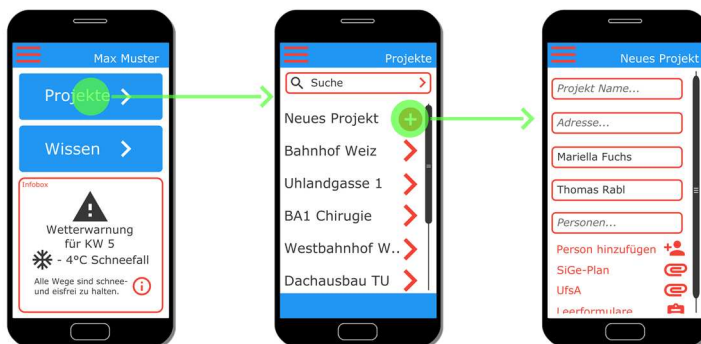 Max Muster
Projekte
Wissen
Infobox
Wetterwarnung
für KW 5
- 4°C Schneefall
Alle Wege sind schnee-
und eisfrei zu halten.
Projekte
Suche
Neues Projekt
Bahnhof Weiz
Uhlandgasse 1
BA1 Chirugie
Westbahnhof W..
Dachausbau TU
Neues Projekt
Projekt Name...
Adresse...
Mariella Fuchs
Thomas Rabl
Personen...
Person hinzufügen
SiGe-Plan
UfsA
Leerformulare